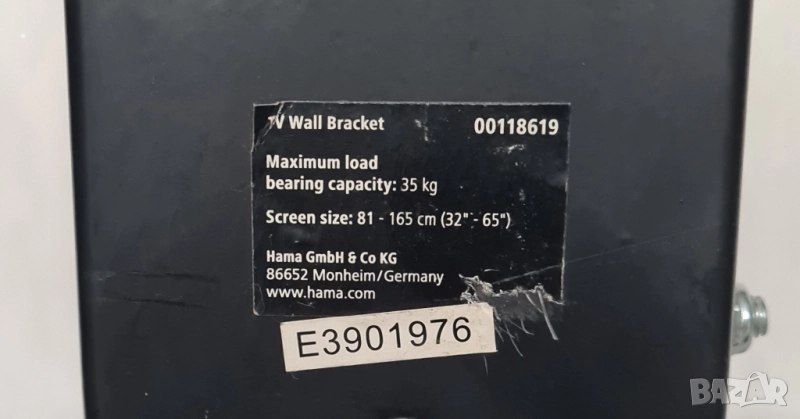 TV Wall Bracket 00118619
Maximum load
bearing capacity: 35 kg
Screen size: 81 - 165 cm (32" - 65")
Hama GmbH & Co KG
86652 Monheim/Germany
www.hama.com
E3901976
BAZAR